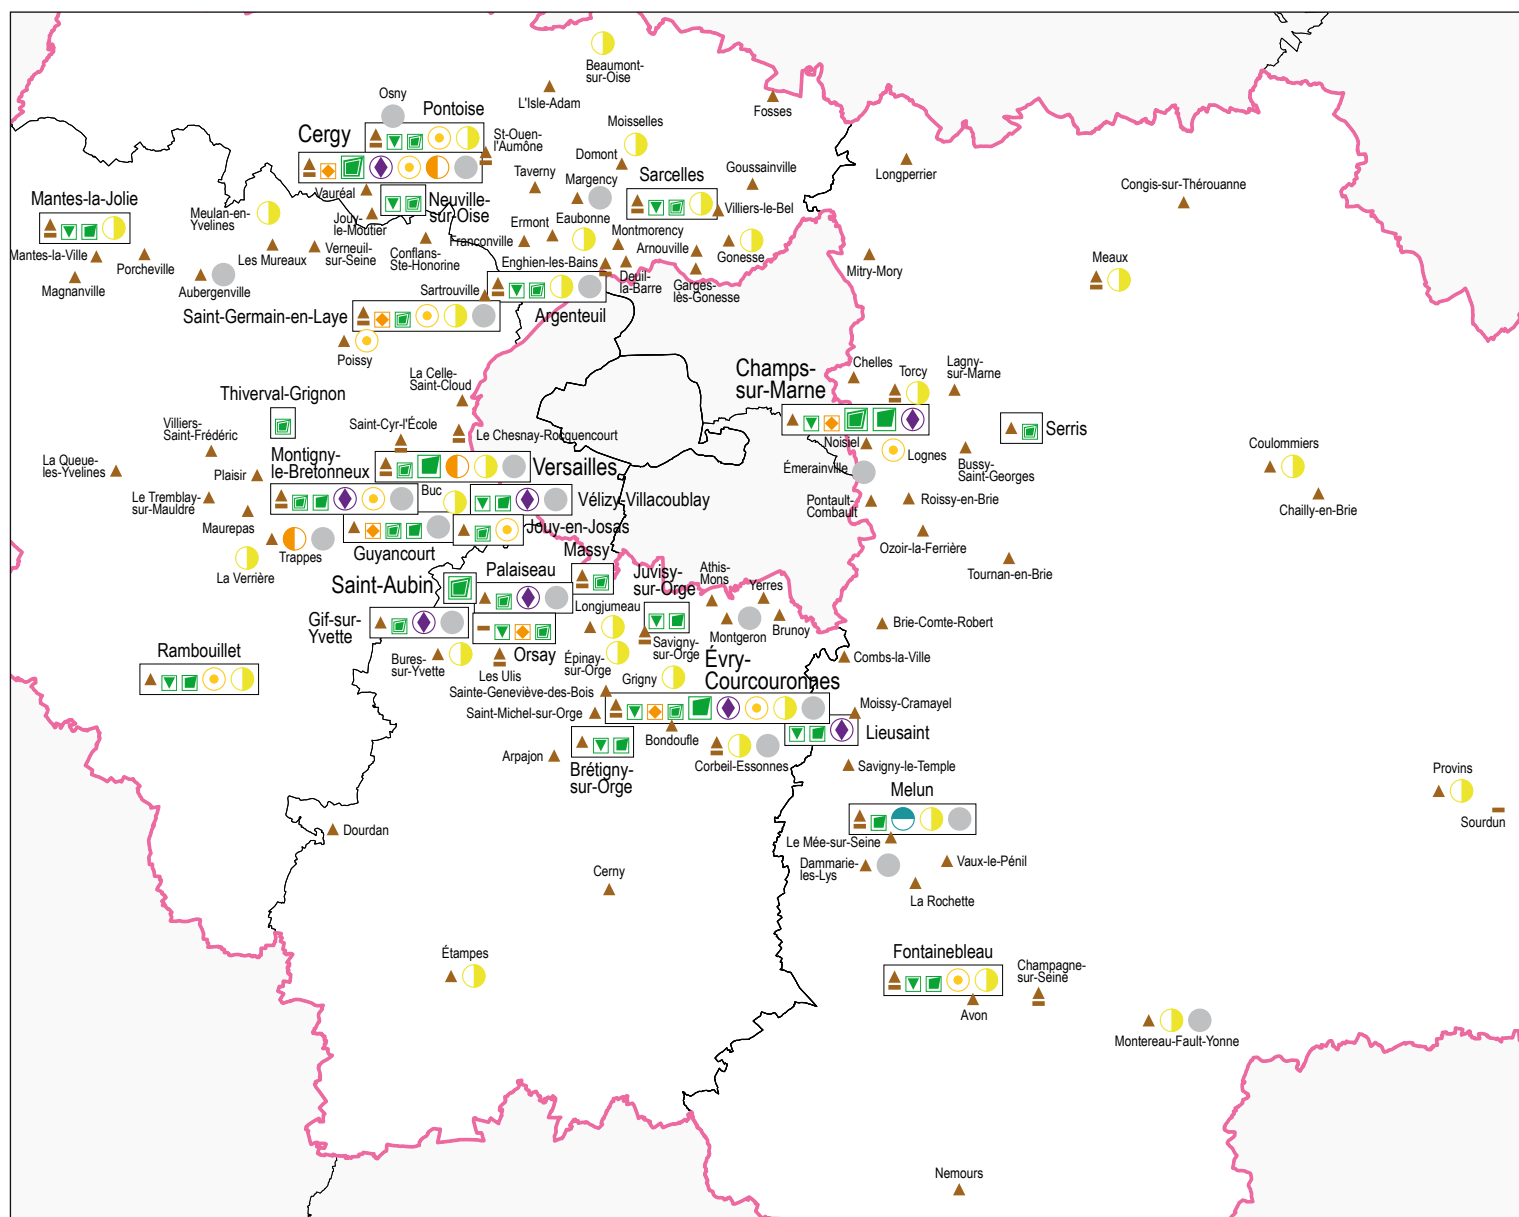 Beaumont-
sur-Oise
Osny
L'Isle-Adam
Fosses
Pontoise
Moisselles
Cergy
St-Ouen-
l'Aumône
Domont
Longperrier
Taverny
Goussainville
Margency
Sarcelles
Congis-sur-Thérouanne
Vauréal
Neuville-
sur-Oise
Mantes-la-Jolie
Meulan-en-
Yvelines
Jouy-
le-Moutier
Ermont
Eaubonne
Villiers-le-Bel
Montmorency
Franconville
Conflans-
Ste-Honorine
Verneuil-
sur-Seine
Les Mureaux
Arnouville
Gonesse
Mantes-la-Ville
Porcheville
Enghien-les-Bains
Mitry-Mory
Meaux
Magnanville
Aubergenville
Deuil-
la-Barre
Garges-
lès-Gonesse
Sartrouville
Saint-Germain-en-Laye
Argenteuil
Poissy
La Celle-
Saint-Cloud
Champs-
sur-Marne
Chelles
Torcy
Lagny-
sur-Marne
Thiverval-Grignon
Villiers-
Saint-Frédéric
Saint-Cyr-l'École
Le Chesnay-Rocquencourt
Noisiel
Lognes
Serris
Bussy-
Saint-Georges
Coulommiers
La Queue-
les-Yvelines
Montigny-
le-Bretonneux
Versailles
Émerainville
Plaisir
Le Tremblay-
sur-Mauldre
Buc
Vélizy-Villacoublay
Pontault-
Combault
Roissy-en-Brie
Chailly-en-Brie
Maurepas
Jouy-en-Josas
Ozoir-la-Ferrière
Trappes
Guyancourt
Massy
La Verrière
Tournan-en-Brie
Saint-Aubin
Palaiseau
Juvisy-
sur-Orge
Athis-
Mons
Yerres
Longjumeau
Gif-sur-
Yvette
Montgeron
Brunoy
Brie-Comte-Robert
Rambouillet
Bures-
sur-Yvette
Orsay
Épinay-
sur-Orge
Savigny-
sur-Orge
Combs-la-Ville
Les Ulis
Grigny
Évry-
Courcouronnes
Sainte-Geneviève-des-Bois
Saint-Michel-sur-Orge
Moissy-Cramayel
Bondoufle
Lieusaint
Arpajon
Brétigny-
sur-Orge
Corbeil-Essonnes
Savigny-le-Temple
Provins
Melun
Sourdun
Dourdan
Le Mée-sur-Seine
Dammarie-
les-Lys
Vaux-le-Pénil
Cerny
La Rochette
Étampes
Fontainebleau
Champagne-
sur-Seine
Avon
Montereau-Fault-Yonne
Nemours